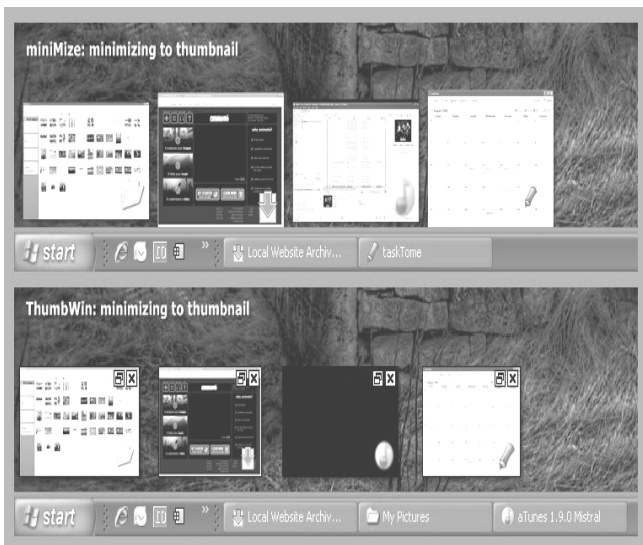 miniMize: minimizing to thumbnail
start
Local Website Archiv...
taskTome
ThumbWin: minimizing to thumbnail
start
Local Website Archiv...
My Pictures
aTunes 1.9.0 Mistral